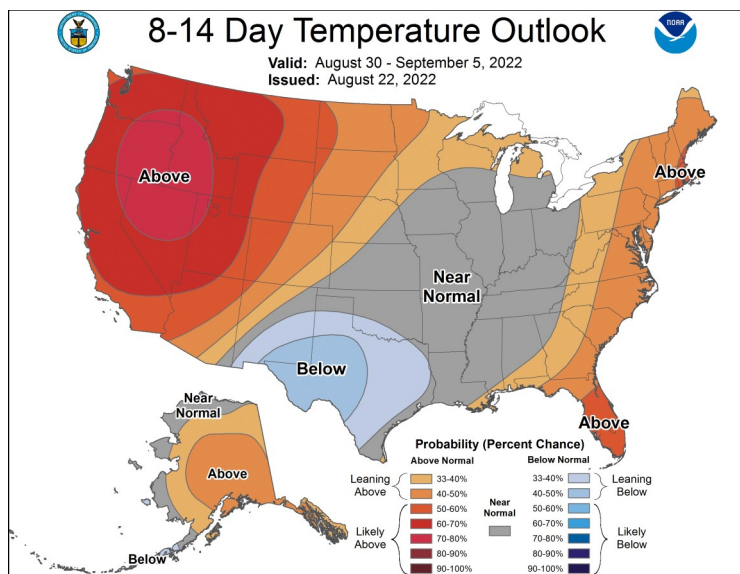 8-14 Day Temperature Outlook
NOAA
Valid: August 30 - September 5, 2022
Issued: August 22, 2022
Above
Above
Near
Normal
Below
Above
Near
Normal
Above
Below
Probability (Percent Chance)
Above Normal
Below Normal
Leaning
Above
33-40%
40-50%
Likely
Above
50-60%
60-70%
70-80%
80-90%
90-100%
Near
Normal
33-40%
40-50%
Leaning
Below
50-60%
60-70%
70-80%
80-90%
90-100%
Likely
Below